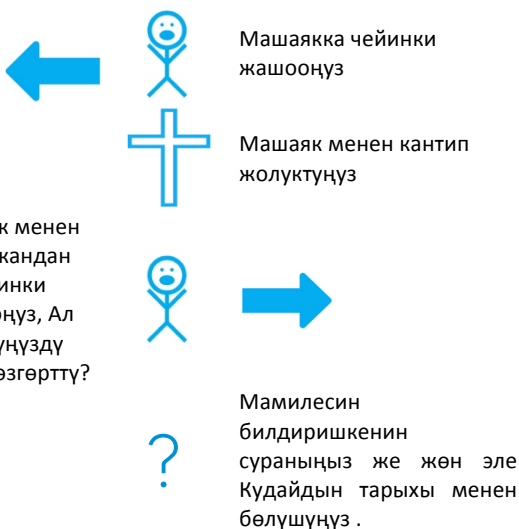 Машаякка чейинки
жашооңуз
Машаяк менен кантип
жолуктуңуз
к менен
кандан
инки
ңуз, Ал
үңүздү
өзгөрттү?
?
Мамилесин
билдиришкенин
сураныңыз же жөн эле
Кудайдын тарыхы менен
бөлүшүңүз .